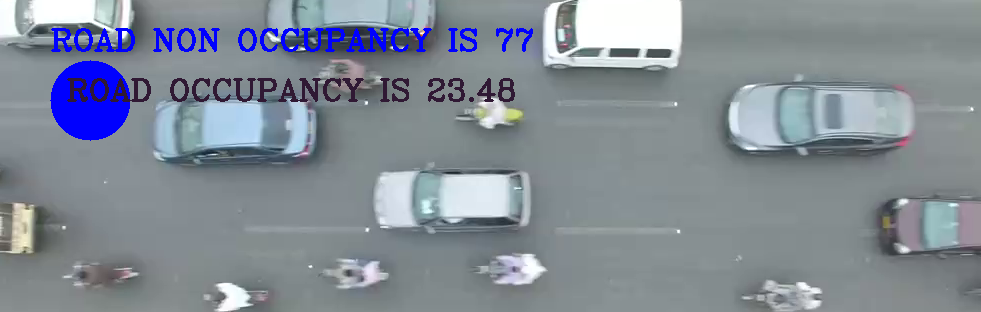 ROAD NON OCCUPANCY IS 77
ROAD OCCUPANCY IS 23.48